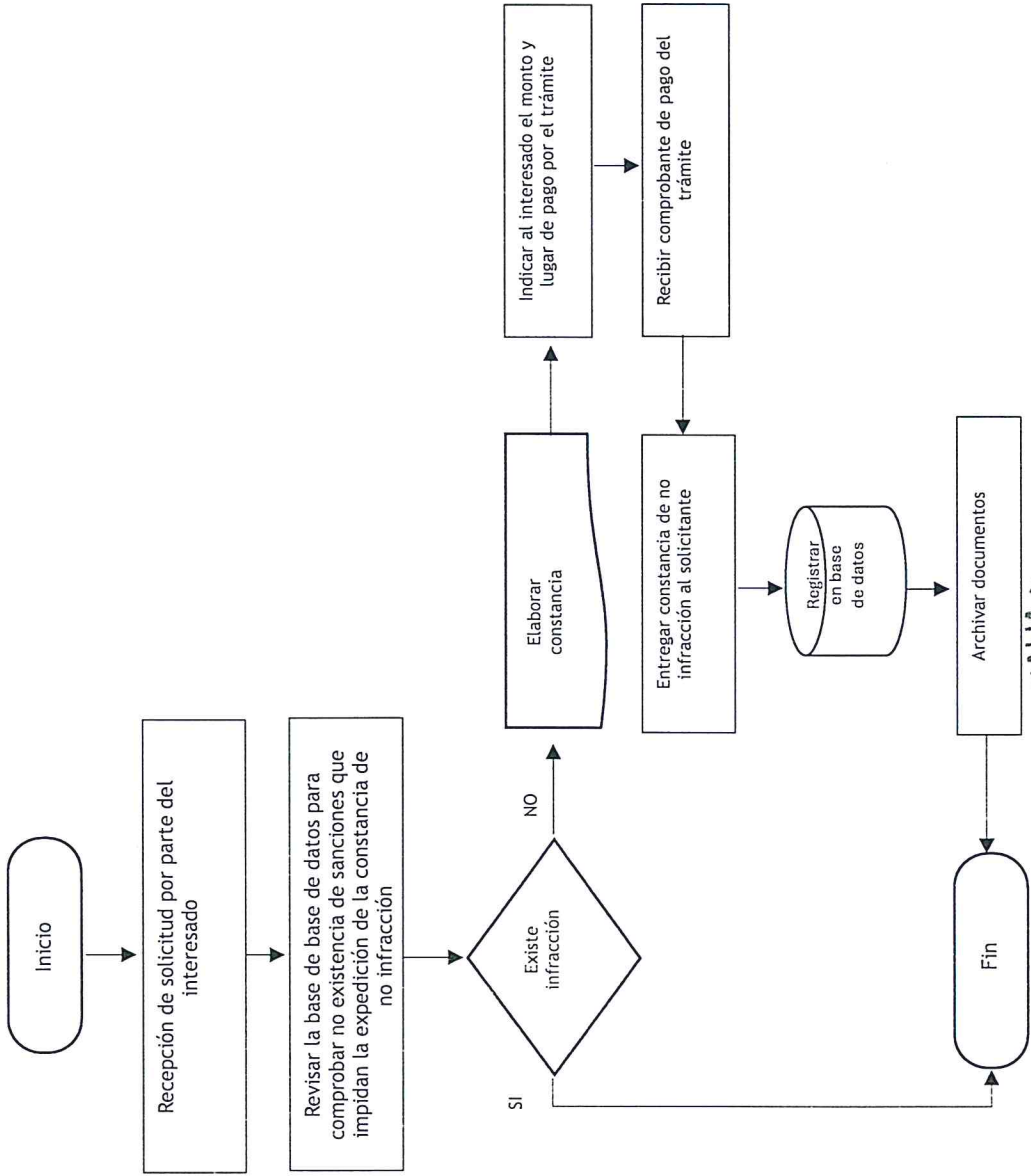 Inicio
Recepción de solicitud por parte del
interesado
Revisar la base de base de datos para
comprobar no existencia de sanciones que
impidan la expedición de la constancia de
no infracción
Existe
infracción
SI
NO
Elaborar
constancia
Indicar al interesado el monto y
lugar de pago por el trámite
Recibir comprobante de pago del
trámite
Entregar constancia de no
infracción al solicitante
Registrar
en base
de datos
Archivar documentos
Fin